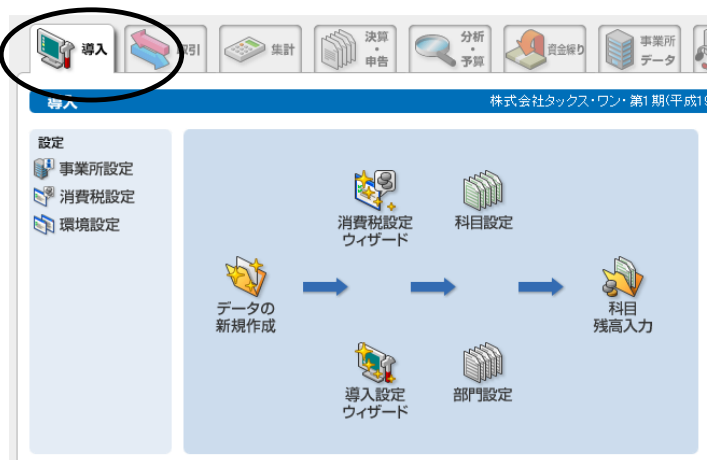 導入
取引
集計
決算
・
申告
分析
・
予算
資金繰り
事業所
データ
導入
株式会社タックス・ワン・第1期(平成19
設定
事業所設定
消費税設定
環境設定
消費税設定
ウィザード
科目設定
データの
新規作成
科目
残高入力
導入設定
ウィザード
部門設定